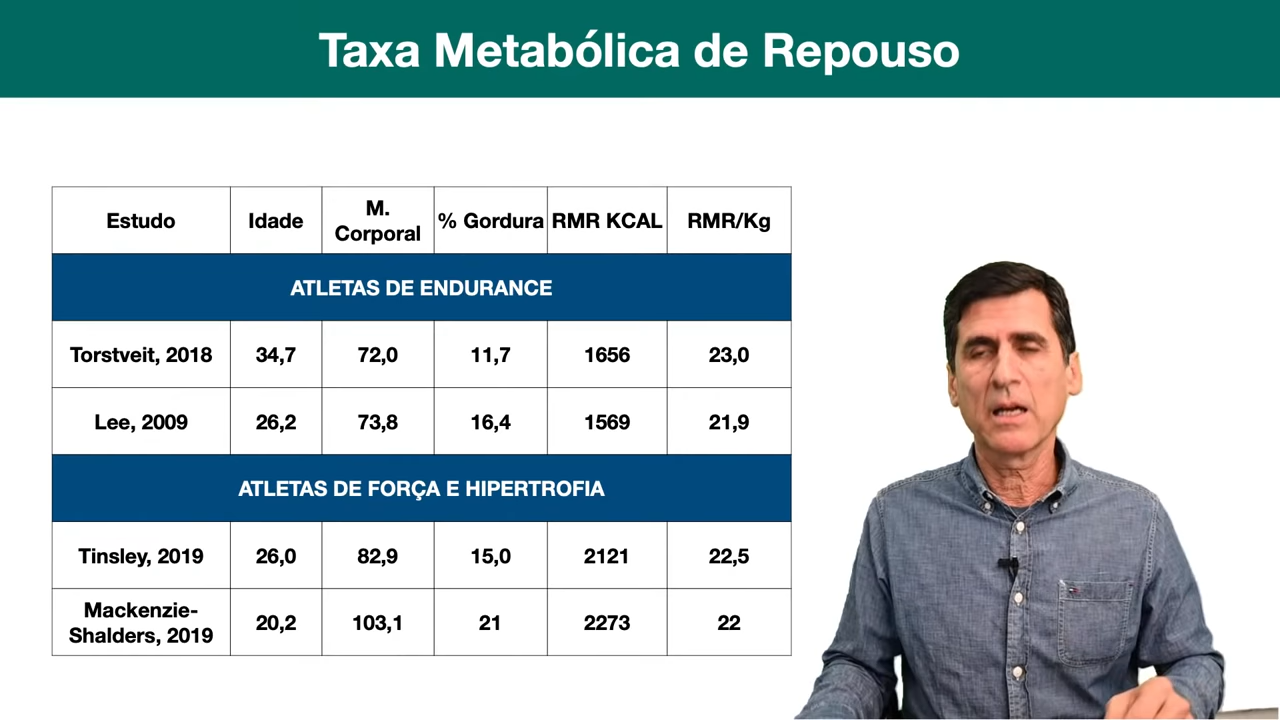 Taxa Metabólica de Repouso
Estudo Idade M. Corporal % Gordura RMR KCAL RMR/Kg
ATLETAS DE ENDURANCE
Torstveit, 2018 34,7 72,0 11,7 1656 23,0
Lee, 2009 26,2 73,8 16,4 1569 21,9
ATLETAS DE FORÇA E HIPERTROFIA
Tinsley, 2019 26,0 82,9 15,0 2121 22,5
Mackenzie-Shalders, 2019 20,2 103,1 21 2273 22